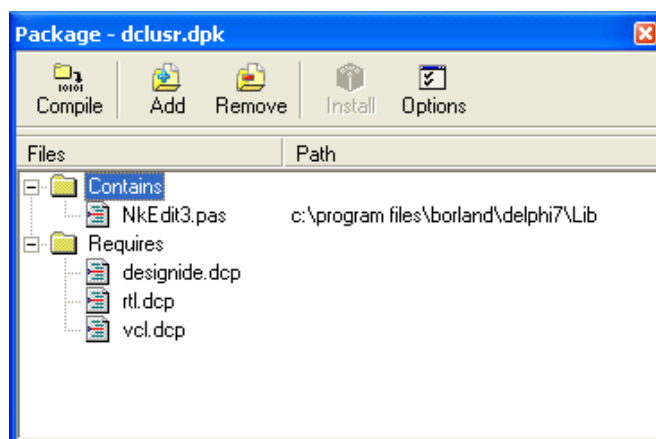 Package - dclusr.dpk
Compile Add Remove Install Options
Files Path
Contains
NkEdit3.pas c:\program files\borland\delphi7\Lib
Requires
designide.dcp
rtl.dcp
vcl.dcp